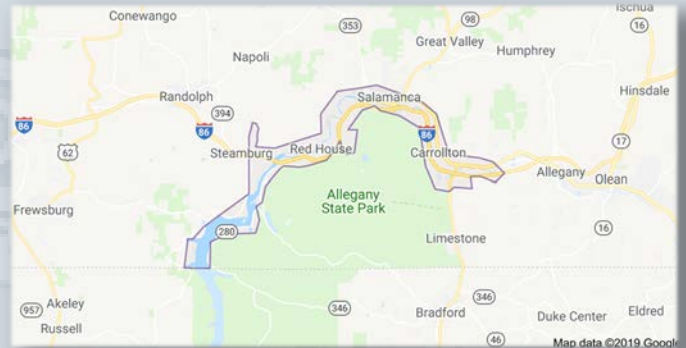 Ischua
Conewango
353
98
16
Great Valley
Napoli
Humphrey
Randolph
Salamanca
Hinsdale
394
86
86
86
62
Steamburg
Red House
Carrollton
17
Allegany
Olean
Allegany
State Park
Frewsburg
280
16
Limestone
Akeley
957
346
346
Bradford
Duke Center
Eldred
Russell
46
Map data ©2019 Google